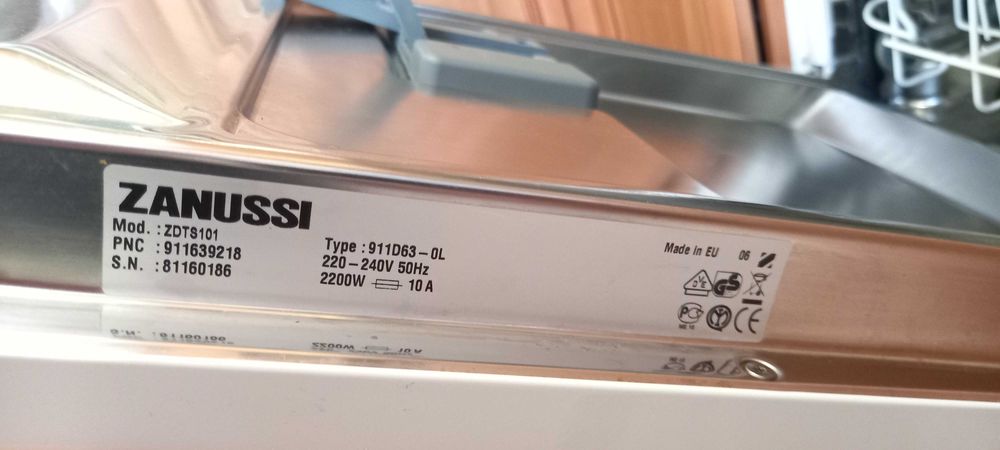 ZANUSSI
Mod. : ZDTS101
PNC : 911639218
S.N. : 81160186
Type : 911D63-0L
220-240V 50Hz
2200W 10 A
Made in EU 06